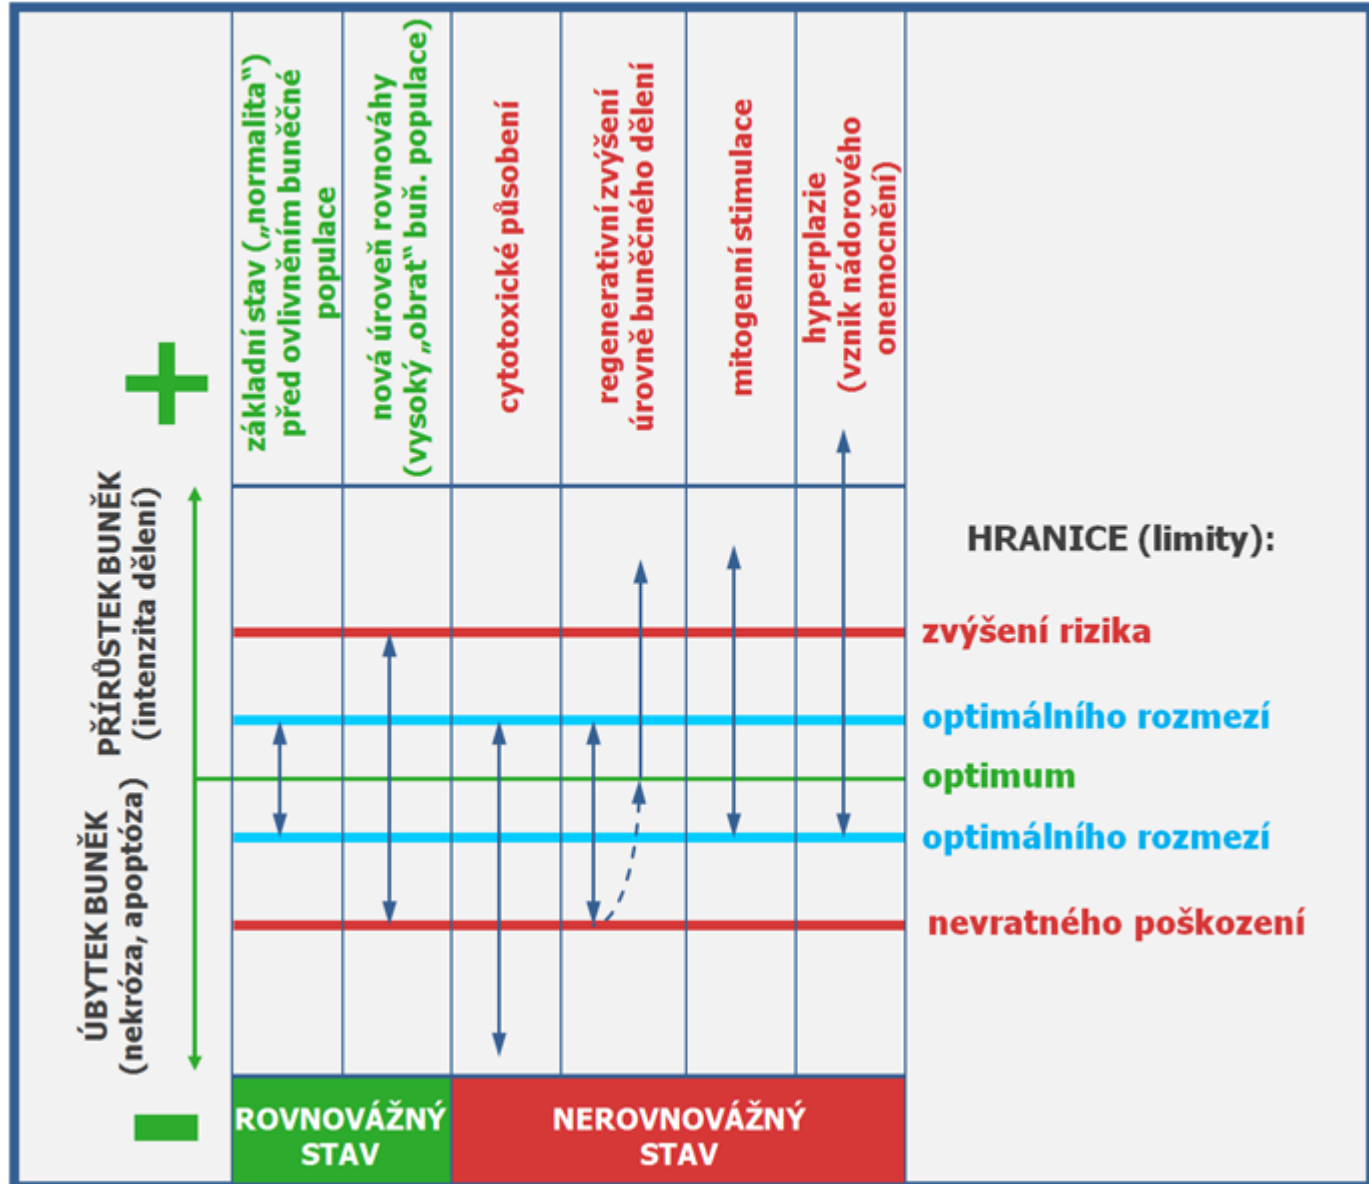 základní stav („normalita“)
před ovlivněním buněčné
populace
nová úroveň rovnováhy
(vysoký „obrat“ buň. populace)
cytotoxické působení
regenerativní zvýšení
úrovně buněčného dělení
mitogenní stimulace
hyperplazie
(vznik nádorového
onemocnění)
+
PŘÍRŮSTEK BUNĚK
(intenzita dělení)
ÚBYTEK BUNĚK
(nekróza, apoptóza)
HRANICE (limity):
zvýšení rizika
optimálního rozmezí
optimum
optimálního rozmezí
nevratného poškození
-
ROVNOVÁŽNÝ
STAV
NEROVNOVÁŽNÝ
STAV